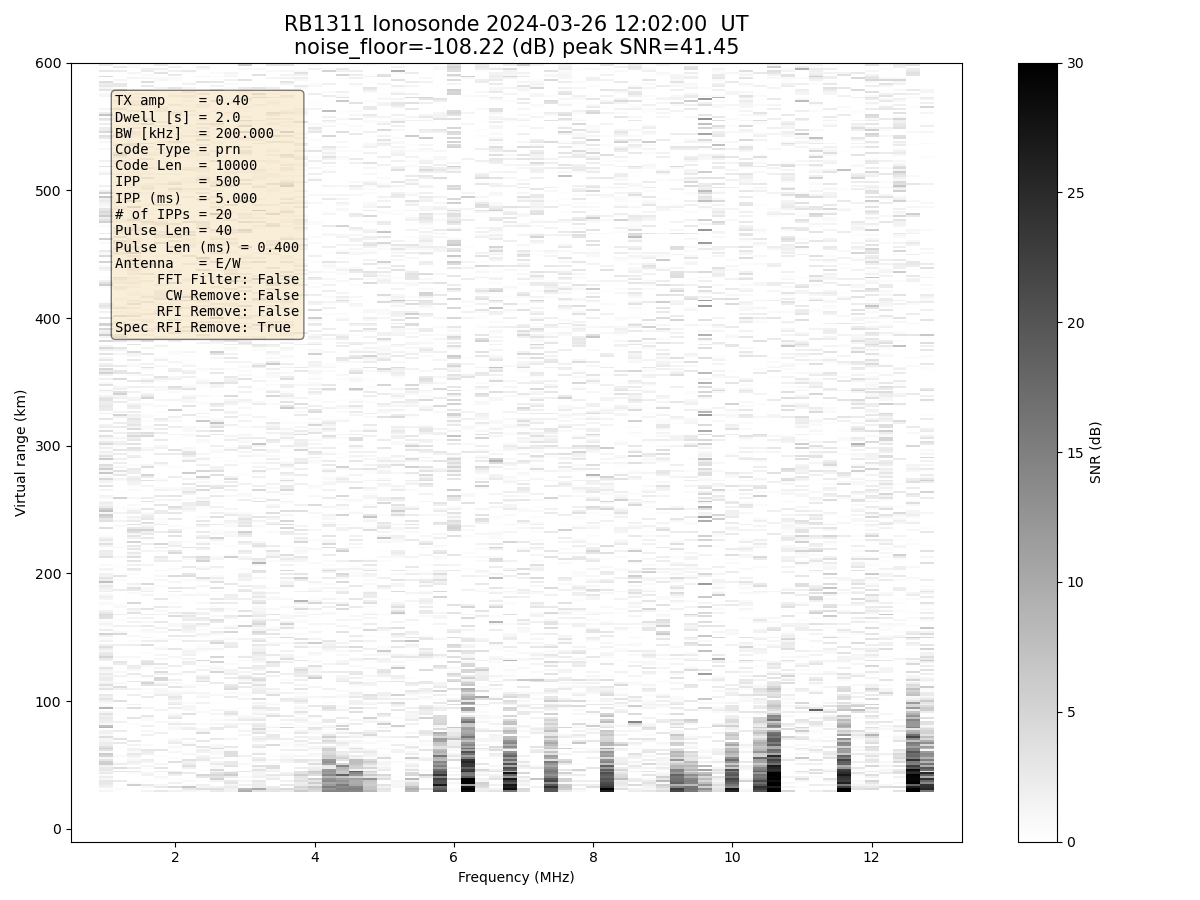 RB1311 Ionosonde 2024-03-26 12:02:00 UT
noise_floor=-108.22 (dB) peak SNR=41.45
TX amp    = 0.40
Dwell [s] = 2.0
BW [kHz]  = 200.000
Code Type = prn
Code Len  = 10000
IPP       = 500
IPP (ms)  = 5.000
# of IPPs = 20
Pulse Len = 40
Pulse Len (ms) = 0.400
Antenna   = E/W
FFT Filter: False
CW Remove: False
RFI Remove: False
Spec RFI Remove: True
Virtual range (km)
600
500
400
300
200
100
0
2
4
6
8
10
12
Frequency (MHz)
30
25
20
15
10
5
0
SNR (dB)